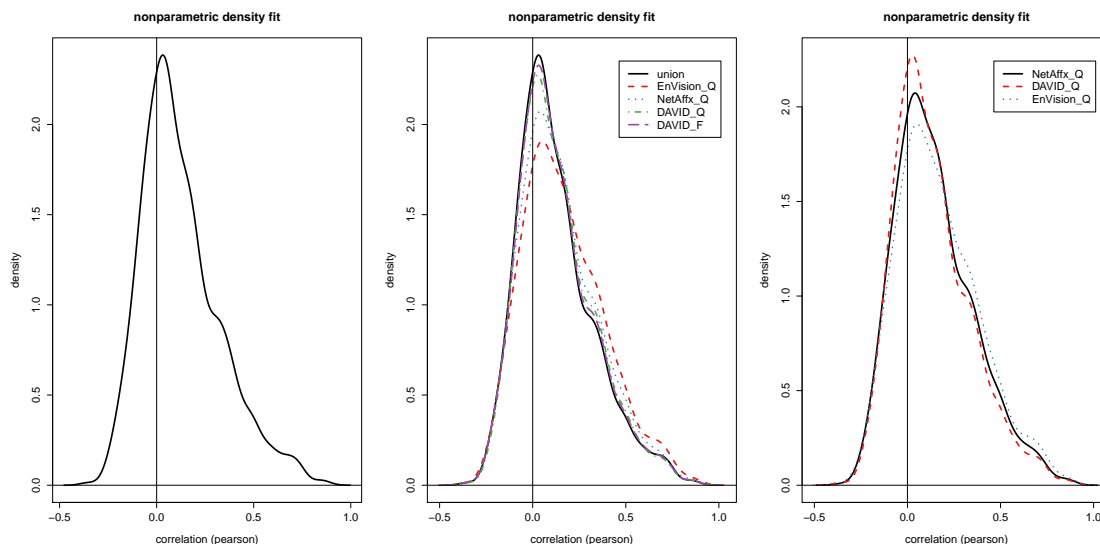 nonparametric density fit
density
0.0
0.5
1.0
1.5
2.0
−0.5
0.0
0.5
1.0
correlation (pearson)
nonparametric density fit
union
EnVision_Q
NetAffx_Q
DAVID_Q
DAVID_F
density
0.0
0.5
1.0
1.5
2.0
−0.5
0.0
0.5
1.0
correlation (pearson)
nonparametric density fit
NetAffx_Q
DAVID_Q
EnVision_Q
density
0.0
0.5
1.0
1.5
2.0
−0.5
0.0
0.5
1.0
correlation (pearson)